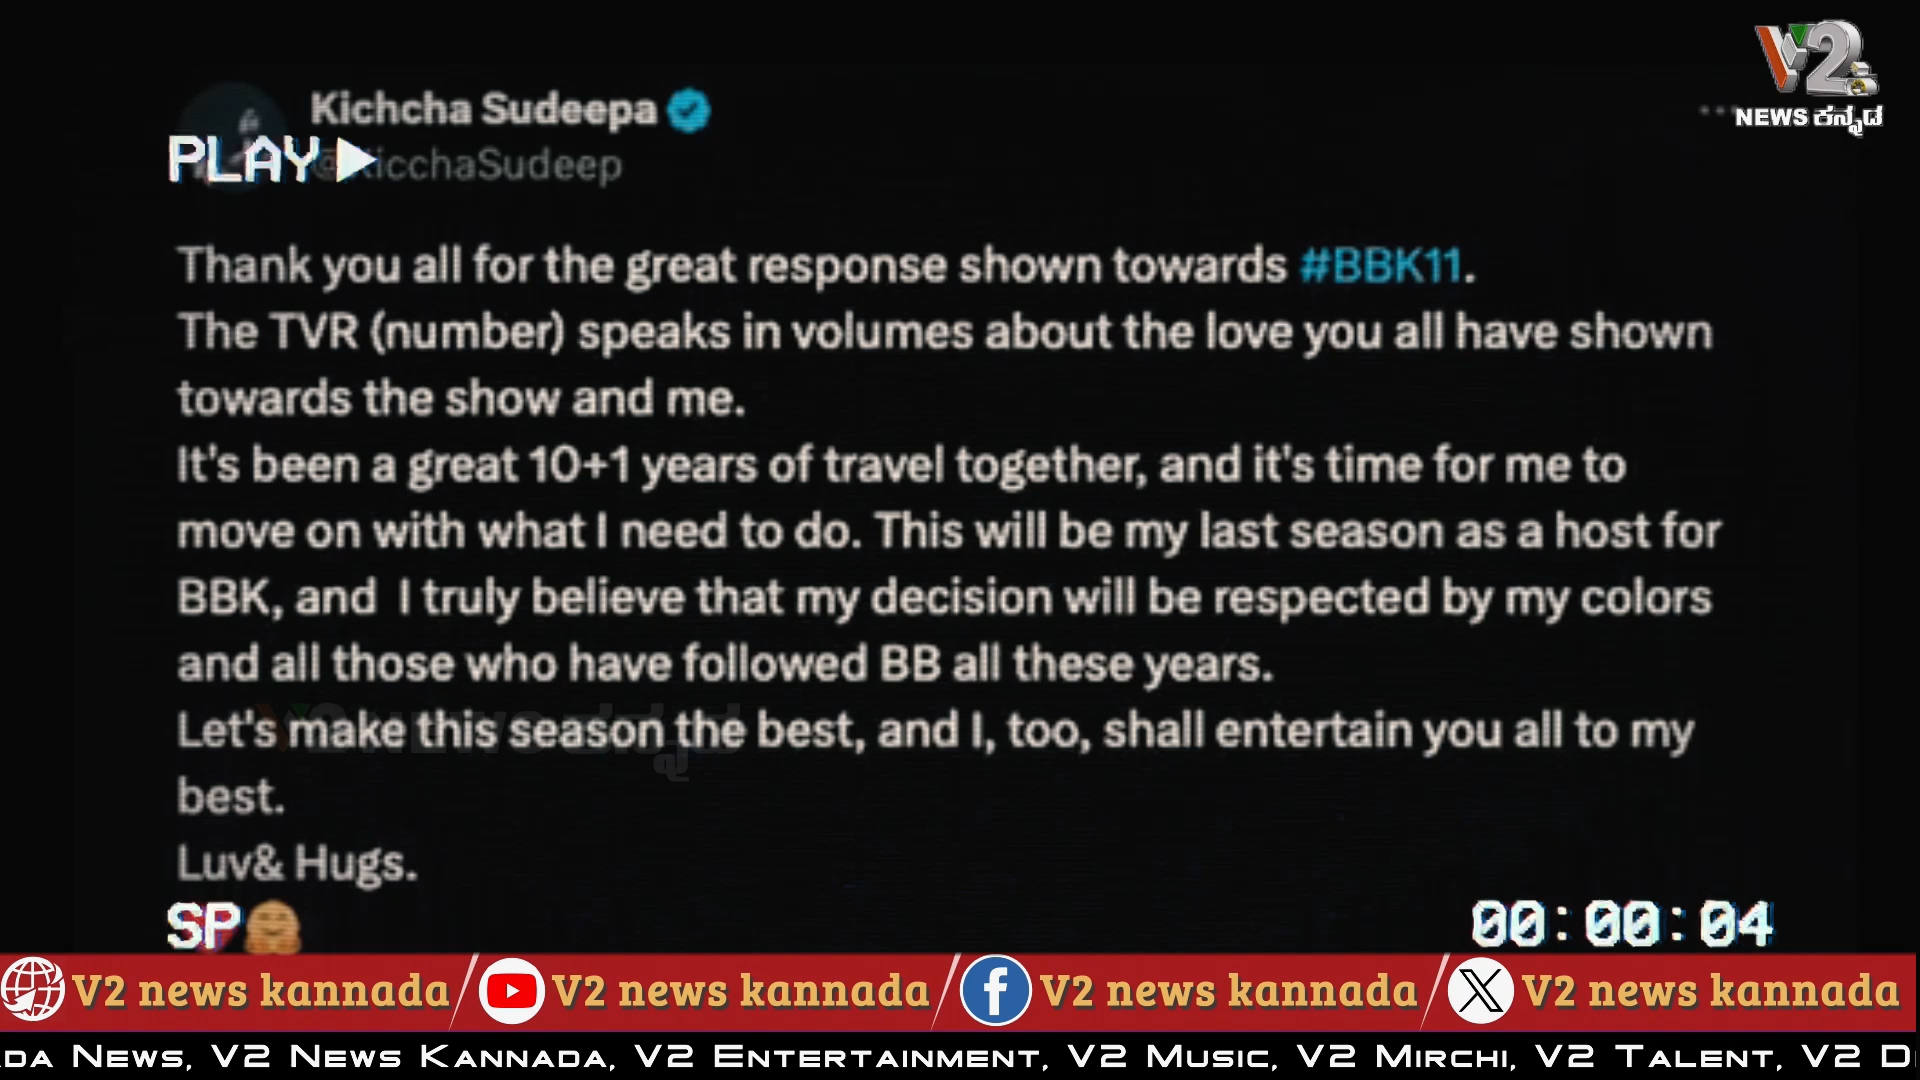 V2
NEWS ಕನ್ನಡ
Kichcha Sudeepa
PLAY
@KicchaSudeep
Thank you all for the great response shown towards #BBK11.
The TVR (number) speaks in volumes about the love you all have shown
towards the show and me.
It's been a great 10+1 years of travel together, and it's time for me to
move on with what I need to do. This will be my last season as a host for
BBK, and I truly believe that my decision will be respected by my colors
and all those who have followed BB all these years.
Let's make this season the best, and I, too, shall entertain you all to my
best.
Luv& Hugs.
SP
00:00:04
V2 news kannada V2 news kannada V2 news kannada V2 news kannada
DA NEWS, V2 NEWS KANNADA, V2 ENTERTAINMENT, V2 MUSIC, V2 MIRCHI, V2 TALENT, V2 D